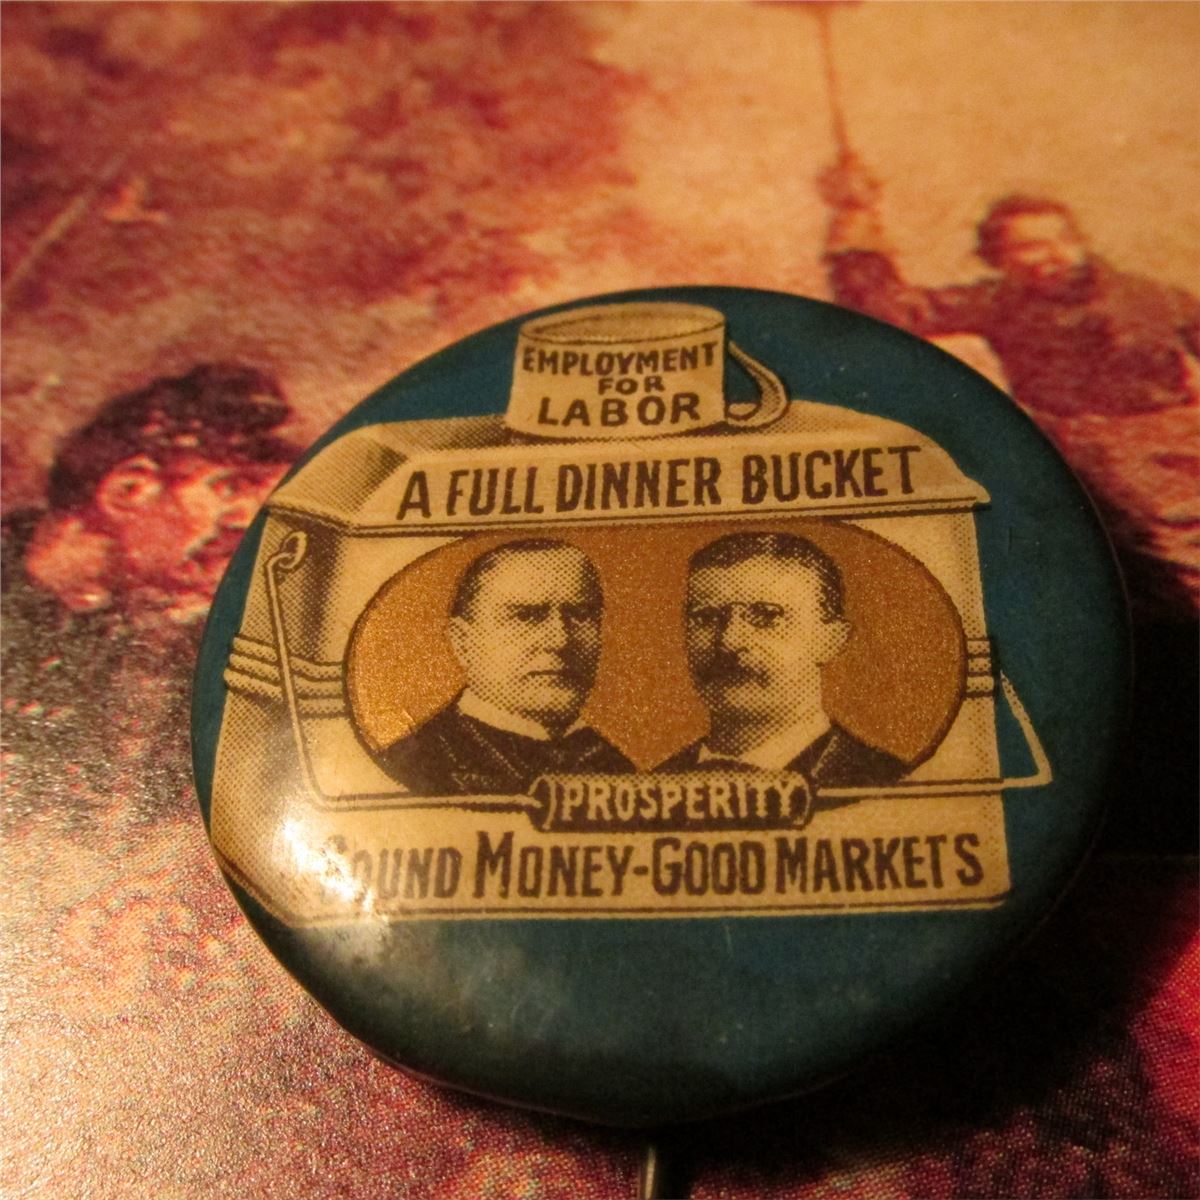 EMPLOYMENT
FOR
LABOR
A FULL DINNER BUCKET
PROSPERITY
SOUND MONEY-GOOD MARKETS